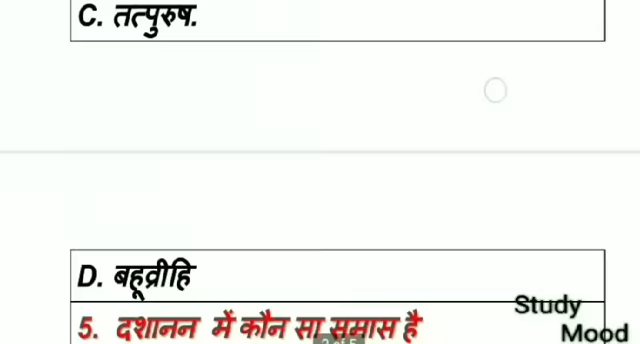 C. तत्पुरुष.
D. बहूव्रीहि
5. दशानन में कौन सा समास है
Study
Mood